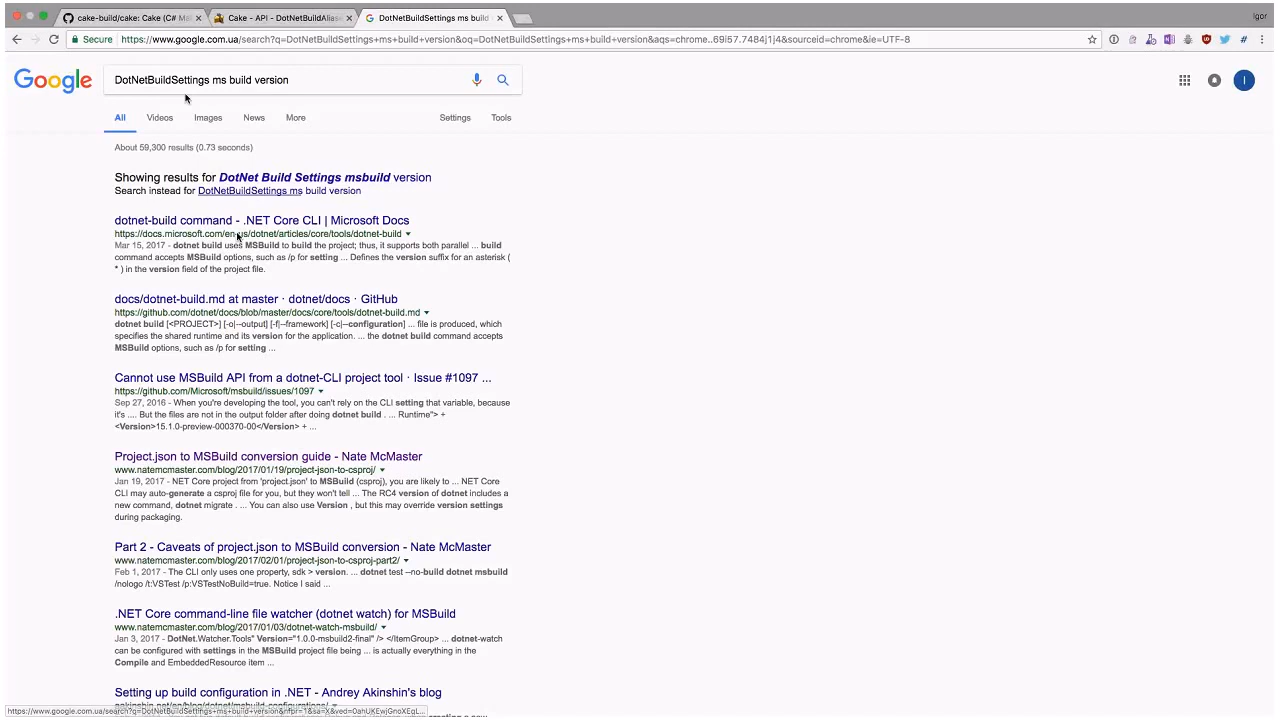 cake-build/cake: Cake (C# Ma
Cake - API - DotNetBuildAlias
DotNetBuildSettings ms build
Igor
Secure
https://www.google.com.ua/search?q=DotNetBuildSettings+ms+build+version&oq=DotNetBuildSettings+ms+build+version&aqs=chrome..69i57.7484j1j4&sourceid=chrome&ie=UTF-8
Google
DotNetBuildSettings ms build version
I
All Videos Images News More Settings Tools
About 59,300 results (0.73 seconds)
Showing results for DotNet Build Settings msbuild version
Search instead for DotNetBuildSettings ms build version
dotnet-build command - .NET Core CLI | Microsoft Docs
https://docs.microsoft.com/en-us/dotnet/articles/core/tools/dotnet-build
Mar 15, 2017 - dotnet build uses MSBuild to build the project; thus, it supports both parallel ... build
command accepts MSBuild options, such as /p for setting ... Defines the version suffix for an asterisk (
* ) in the version field of the project file.
docs/dotnet-build.md at master · dotnet/docs · GitHub
https://github.com/dotnet/docs/blob/master/docs/core/tools/dotnet-build.md
dotnet build [<PROJECT>] [-o|--output] [-f|--framework] [-c|--configuration] ... file is produced, which
specifies the shared runtime and its version for the application. ... the dotnet build command accepts
MSBuild options, such as /p for setting ...
Cannot use MSBuild API from a dotnet-CLI project tool · Issue #1097 ...
https://github.com/Microsoft/msbuild/issues/1097
Sep 27, 2016 - When you're developing the tool, you can't rely on the CLI setting that variable, because
it's .... But the files are not in the output folder after doing dotnet build . ... Runtime"> +
<Version>15.1.0-preview-000370-00</Version> + ...
Project.json to MSBuild conversion guide - Nate McMaster
www.natemcmaster.com/blog/2017/01/19/project-json-to-csproj/
Jan 19, 2017 - NET Core project from 'project.json' to MSBuild (csproj), you are likely to ... NET Core
CLI may auto-generate a csproj file for you, but they won't tell ... The RC4 version of dotnet includes a
new command, dotnet migrate . ... You can also use Version , but this may override version settings
during packaging.
Part 2 - Caveats of project.json to MSBuild conversion - Nate McMaster
www.natemcmaster.com/blog/2017/02/01/project-json-to-csproj-part2/
Feb 1, 2017 - The CLI only uses one property, sdk > version. ... dotnet test --no-build dotnet msbuild
/nologo /t:VSTest /p:VSTestNoBuild=true. Notice I said ...
.NET Core command-line file watcher (dotnet watch) for MSBuild
www.natemcmaster.com/blog/2017/01/03/dotnet-watch-msbuild/
Jan 3, 2017 - DotNet.Watcher.Tools" Version="1.0.0-msbuild2-final" /> </ItemGroup> ... dotnet-watch
can be configured with settings in the MSBuild project file being ... is actually everything in the
Compile and EmbeddedResource item ...
Setting up build configuration in .NET - Andrey Akinshin's blog